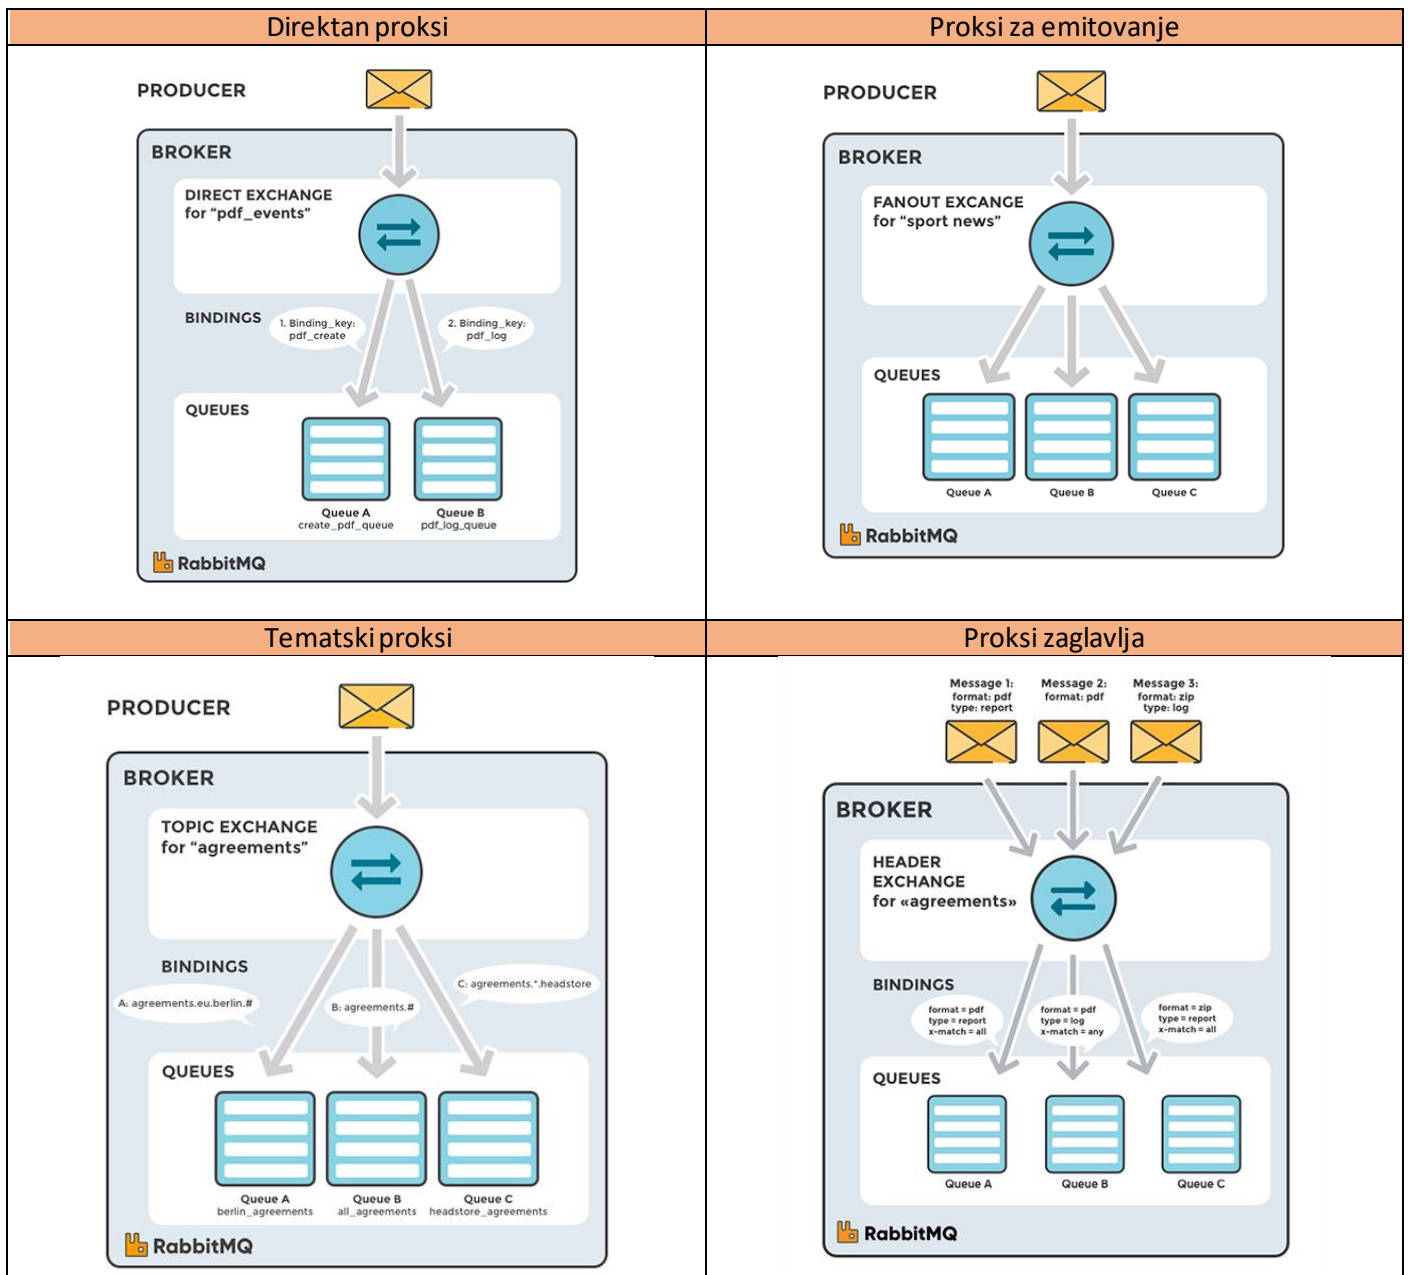 Direktan proksi
PRODUCER
BROKER
DIRECT EXCHANGE
for “pdf_events”
BINDINGS
1. Binding_key:
pdf_create
2. Binding_key:
pdf_log
QUEUES
Queue A
create_pdf_queue
Queue B
pdf_log_queue
RabbitMQ
Proksi za emitovanje
PRODUCER
BROKER
FANOUT EXCANGE
for “sport news”
QUEUES
Queue A
Queue B
Queue C
RabbitMQ
Tematski proksi
PRODUCER
BROKER
TOPIC EXCHANGE
for “agreements”
BINDINGS
A: agreements.eu.berlin.#
B: agreements.#
C: agreements.*.headstore
QUEUES
Queue A
berlin_agreements
Queue B
all_agreements
Queue C
headstore_agreements
RabbitMQ
Proksi zaglavlja
Message 1:
format: pdf
type: report
Message 2:
format: pdf
Message 3:
format: zip
type: log
BROKER
HEADER
EXCHANGE
for «agreements»
BINDINGS
format = pdf
type = report
x-match = all
format = pdf
type = log
x-match = any
format = zip
type = report
x-match = all
QUEUES
Queue A
Queue B
Queue C
RabbitMQ